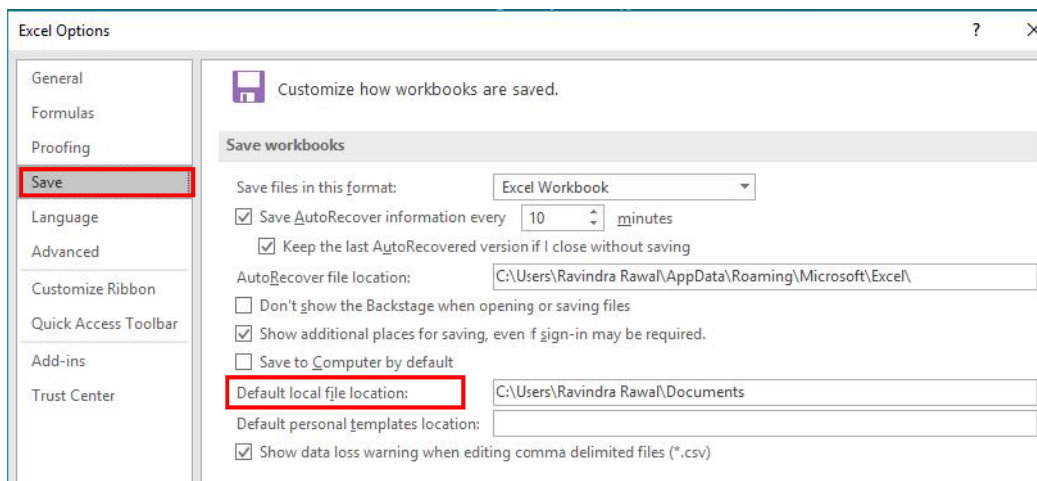 Excel Options ?
General
Customize how workbooks are saved.
Formulas
Proofing
Save workbooks
Save
Save files in this format: Excel Workbook
Language
Save AutoRecover information every 10 minutes
Advanced
Keep the last AutoRecovered version if I close without saving
AutoRecover file location: C:\Users\Ravindra Rawal\AppData\Roaming\Microsoft\Excel\
Customize Ribbon
Don't show the Backstage when opening or saving files
Quick Access Toolbar
Show additional places for saving, even if sign-in may be required.
Add-ins
Save to Computer by default
Trust Center
Default local file location: C:\Users\Ravindra Rawal\Documents
Default personal templates location:
Show data loss warning when editing comma delimited files (*.csv)